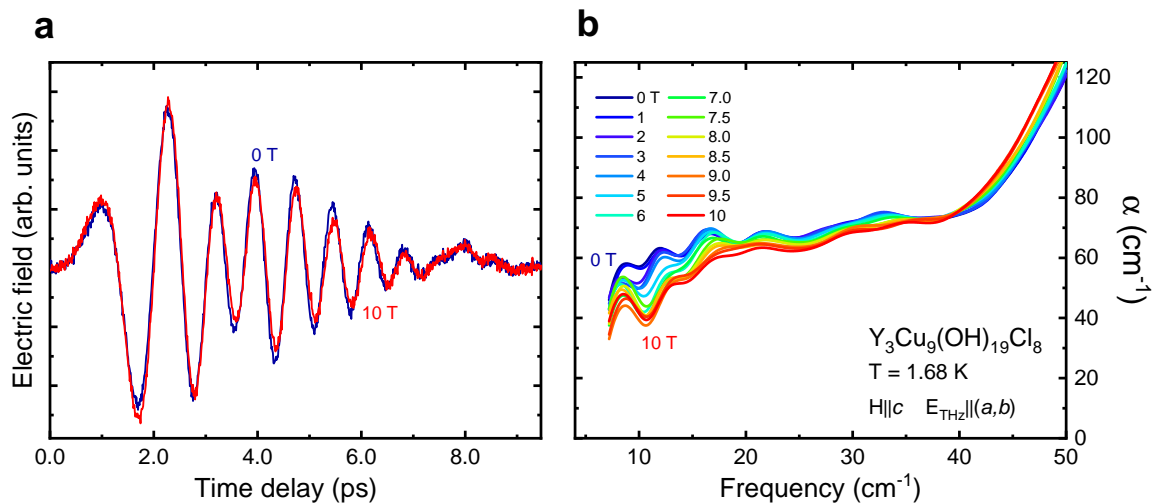 a
b
Electric field (arb. units)
0 T
10 T
0.0 2.0 4.0 6.0 8.0
Time delay (ps)
0 T 7.0
1 7.5
2 8.0
3 8.5
4 9.0
5 9.5
6 10
0 T
10 T
Y₃Cu₉(OH)₁₉Cl₈
T = 1.68 K
H||c E_THz||(a,b)
120
100
80
60
40
20
0
α (cm⁻¹)
10 20 30 40 50
Frequency (cm⁻¹)